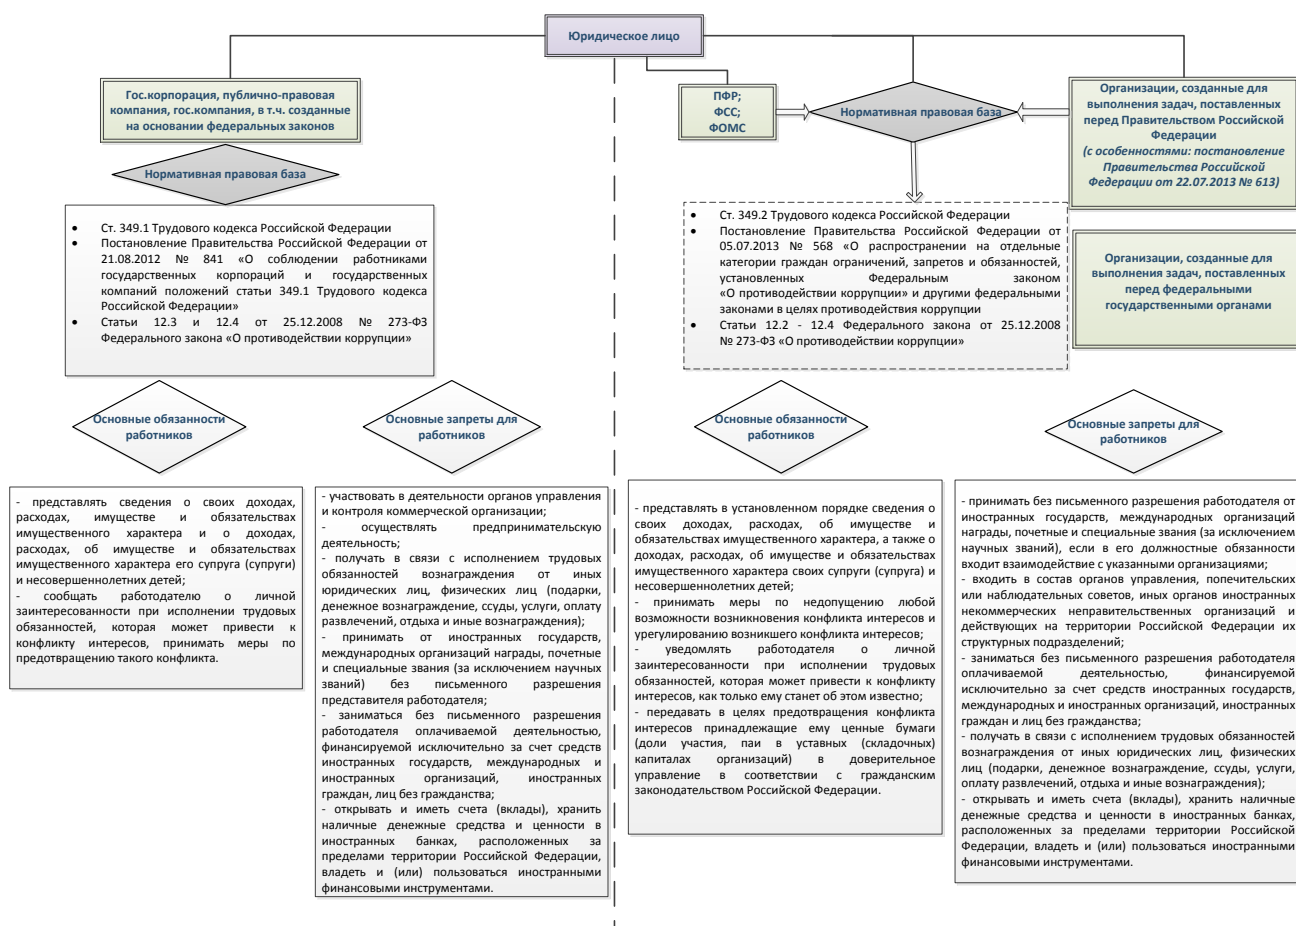 Юридическое лицо
Гос.корпорация, публично-правовая
компания, гос.компания, в т.ч. созданные
на основании федеральных законов
Нормативная правовая база
• Ст. 349.1 Трудового кодекса Российской Федерации
• Постановление Правительства Российской Федерации от
21.08.2012 № 841 «О соблюдении работниками
государственных корпораций и государственных
компаний положений статьи 349.1 Трудового кодекса
Российской Федерации»
• Статьи 12.3 и 12.4 от 25.12.2008 № 273-ФЗ
Федерального закона «О противодействии коррупции»
Основные обязанности
работников
- представлять сведения о своих доходах,
расходах, имуществе и обязательствах
имущественного характера и о доходах,
расходах, об имуществе и обязательствах
имущественного характера его супруга (супруги)
и несовершеннолетних детей;
- сообщать работодателю о личной
заинтересованности при исполнении трудовых
обязанностей, которая может привести к
конфликту интересов, принимать меры по
предотвращению такого конфликта.
Основные запреты для
работников
- участвовать в деятельности органов управления
и контроля коммерческой организации;
- осуществлять предпринимательскую
деятельность;
- получать в связи с исполнением трудовых
обязанностей вознаграждения от иных
юридических лиц, физических лиц (подарки,
денежное вознаграждение, ссуды, услуги, оплату
развлечений, отдыха и иные вознаграждения);
- принимать от иностранных государств,
международных организаций награды, почетные
и специальные звания (за исключением научных
званий) без письменного разрешения
представителя работодателя;
- заниматься без письменного разрешения
работодателя оплачиваемой деятельностью,
финансируемой исключительно за счет средств
иностранных государств, международных и
иностранных организаций, иностранных
граждан, лиц без гражданства;
- открывать и иметь счета (вклады), хранить
наличные денежные средства и ценности в
иностранных банках, расположенных за
пределами территории Российской Федерации,
владеть и (или) пользоваться иностранными
финансовыми инструментами.
ПФР;
ФСС;
ФОМС
Нормативная правовая база
Организации, созданные для
выполнения задач, поставленных
перед Правительством Российской
Федерации
(с особенностями: постановление
Правительства Российской
Федерации от 22.07.2013 № 613)
• Ст. 349.2 Трудового кодекса Российской Федерации
• Постановление Правительства Российской Федерации от
05.07.2013 № 568 «О распространении на отдельные
категории граждан ограничений, запретов и обязанностей,
установленных Федеральным законом
«О противодействии коррупции» и другими федеральными
законами в целях противодействия коррупции
• Статьи 12.2 - 12.4 Федерального закона от 25.12.2008
№ 273-ФЗ «О противодействии коррупции»
Организации, созданные для
выполнения задач, поставленных
перед федеральными
государственными органами
Основные обязанности
работников
- представлять в установленном порядке сведения о
своих доходах, расходах, об имуществе и
обязательствах имущественного характера, а также о
доходах, расходах, об имуществе и обязательствах
имущественного характера своих супруги (супруга) и
несовершеннолетних детей;
- принимать меры по недопущению любой
возможности возникновения конфликта интересов и
урегулированию возникшего конфликта интересов;
- уведомлять работодателя о личной
заинтересованности при исполнении трудовых
обязанностей, которая может привести к конфликту
интересов, как только ему станет об этом известно;
- передавать в целях предотвращения конфликта
интересов принадлежащие ему ценные бумаги
(доли участия, паи в уставных (складочных)
капиталах организаций) в доверительное
управление в соответствии с гражданским
законодательством Российской Федерации.
Основные запреты для
работников
- принимать без письменного разрешения работодателя от
иностранных государств, международных организаций
награды, почетные и специальные звания (за исключением
научных званий), если в его должностные обязанности
входит взаимодействие с указанными организациями;
- входить в состав органов управления, попечительских
или наблюдательных советов, иных органов иностранных
некоммерческих неправительственных организаций и
действующих на территории Российской Федерации их
структурных подразделений;
- заниматься без письменного разрешения работодателя
оплачиваемой деятельностью, финансируемой
исключительно за счет средств иностранных государств,
международных и иностранных организаций, иностранных
граждан и лиц без гражданства;
- получать в связи с исполнением трудовых обязанностей
вознаграждения от иных юридических лиц, физических
лиц (подарки, денежное вознаграждение, ссуды, услуги,
оплату развлечений, отдыха и иные вознаграждения);
- открывать и иметь счета (вклады), хранить наличные
денежные средства и ценности в иностранных банках,
расположенных за пределами территории Российской
Федерации, владеть и (или) пользоваться иностранными
финансовыми инструментами.